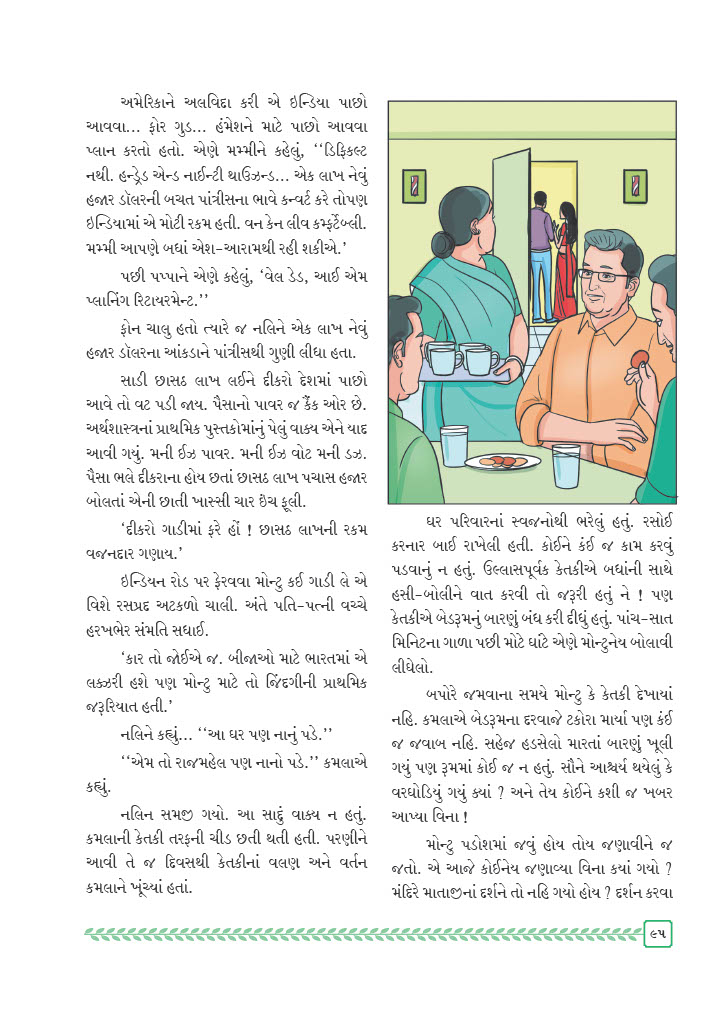 અમેરિકાને અલવિદા કરી એ ઇન્ડિયા પાછો
આવવા... ફોર ગુડ... હંમેશને માટે પાછો આવવા
પ્લાન કરતો હતો. એણે મમ્મીને કહેલું, ‘‘ડિફિકલ્ટ
નથી. હન્ડ્રેડ એન્ડ નાઈન્ટી થાઉઝન્ડ... એક લાખ નેવું
હજાર ડૉલરની બચત પાંત્રીસના ભાવે કન્વર્ટ કરે તોપણ
ઇન્ડિયામાં એ મોટી રકમ હતી. વન કેન લીવ કમ્ફર્ટેબ્લી.
મમ્મી આપણે બધાં એશ-આરામથી રહી શકીએ.’
પછી પપ્પાને એણે કહેલું, ‘વેલ ડેડ, આઈ એમ
પ્લાનિંગ રિટાયરમેન્ટ.’’
ફોન ચાલુ હતો ત્યારે જ નલિને એક લાખ નેવું
હજાર ડૉલરના આંકડાને પાંત્રીસથી ગુણી લીધા હતા.
સાડી છાસઠ લાખ લઈને દીકરો દેશમાં પાછો
આવે તો વટ પડી જાય. પૈસાનો પાવર જ કૈંક ઓર છે.
અર્થશાસ્ત્રનાં પ્રાથમિક પુસ્તકોમાંનું પેલું વાક્ય એને યાદ
આવી ગયું. મની ઈઝ પાવર. મની ઈઝ વોટ મની ડઝ.
પૈસા ભલે દીકરાના હોય છતાં છાસઠ લાખ પચાસ હજાર
બોલતાં એની છાતી ખાસ્સી ચાર ઇંચ ફૂલી.
‘દીકરો ગાડીમાં ફરે હોં ! છાસઠ લાખની રકમ
વજનદાર ગણાય.’
ઇન્ડિયન રોડ પર ફેરવવા મોન્ટુ કઈ ગાડી લે એ
વિશે રસપ્રદ અટકળો ચાલી. અંતે પતિ-પત્ની વચ્ચે
હરખભેર સંમતિ સધાઈ.
‘કાર તો જોઈએ જ. બીજાઓ માટે ભારતમાં એ
લક્ઝરી હશે પણ મોન્ટુ માટે તો જિંદગીની પ્રાથમિક
જરૂરિયાત હતી.’
નલિને કહ્યું... ‘‘આ ઘર પણ નાનું પડે.’’
‘‘એમ તો રાજમહેલ પણ નાનો પડે.’’ કમલાએ
કહ્યું.
નલિન સમજી ગયો. આ સાદું વાક્ય ન હતું.
કમલાની કેતકી તરફની ચીડ છતી થતી હતી. પરણીને
આવી તે જ દિવસથી કેતકીનાં વલણ અને વર્તન
કમલાને ખૂંચ્યાં હતાં.
ઘર પરિવારનાં સ્વજનોથી ભરેલું હતું. રસોઈ
કરનાર બાઈ રાખેલી હતી. કોઈને કંઈ જ કામ કરવું
પડવાનું ન હતું. ઉલ્લાસપૂર્વક કેતકીએ બધાંની સાથે
હસી-બોલીને વાત કરવી તો જરૂરી હતું ને ! પણ
કેતકીએ બેડરૂમનું બારણું બંધ કરી દીધું હતું. પાંચ-સાત
મિનિટના ગાળા પછી મોટે ઘાંટે એણે મોન્ટુનેય બોલાવી
લીધેલો.
બપોરે જમવાના સમયે મોન્ટુ કે કેતકી દેખાયાં
નહિ. કમલાએ બેડરૂમના દરવાજે ટકોરા માર્યા પણ કંઈ
જ જવાબ નહિ. સહેજ હડસેલો મારતાં બારણું ખૂલી
ગયું પણ રૂમમાં કોઈ જ ન હતું. સૌને આશ્ચર્ય થયેલું કે
વરઘોડિયું ગયું ક્યાં ? અને તેય કોઈને કશી જ ખબર
આપ્યા વિના !
મોન્ટુ પડોશમાં જવું હોય તોય જણાવીને જ
જતો. એ આજે કોઈનેય જણાવ્યા વિના કયાં ગયો ?
મંદિરે માતાજીનાં દર્શને તો નહિ ગયો હોય ? દર્શન કરવા
૯૫